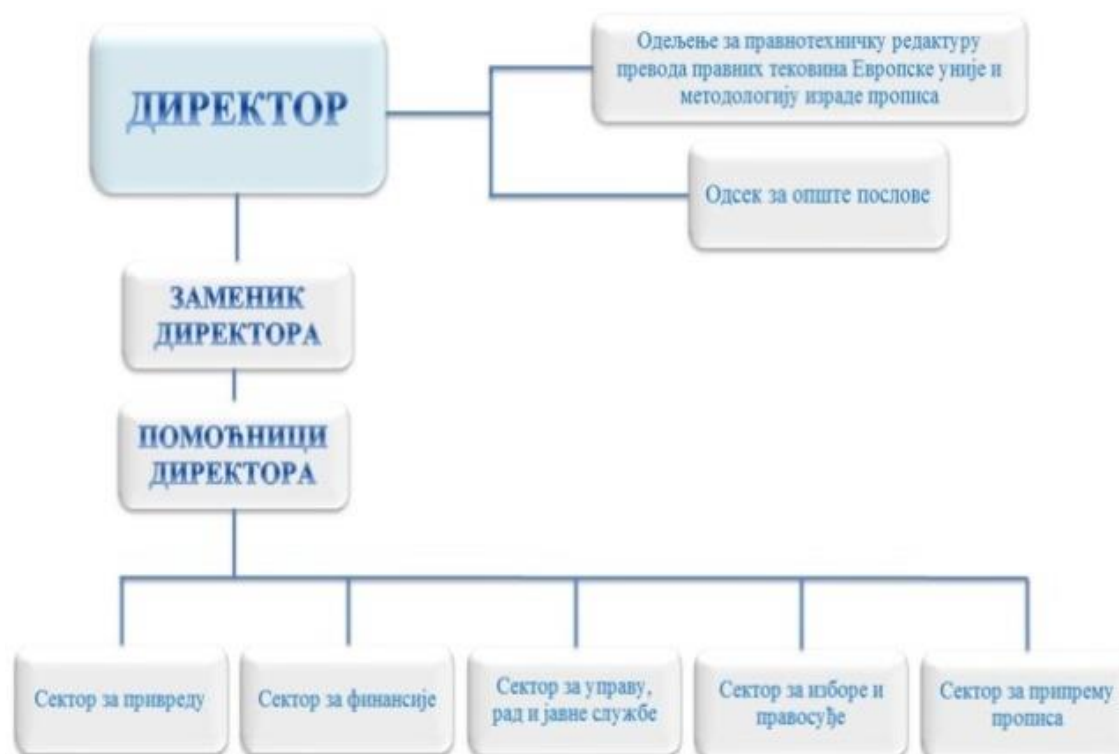 ДИРЕКТОР
Одељење за правнотехничку редактуру
превода правних тековина Европске уније и
методологију израде прописа
Одсек за опште послове
ЗАМЕНИК
ДИРЕКТОРА
ПОМОЋНИЦИ
ДИРЕКТОРА
Сектор за привреду
Сектор за финансије
Сектор за управу,
рад и јавне службе
Сектор за изборе и
правосуђе
Сектор за припрему
прописа